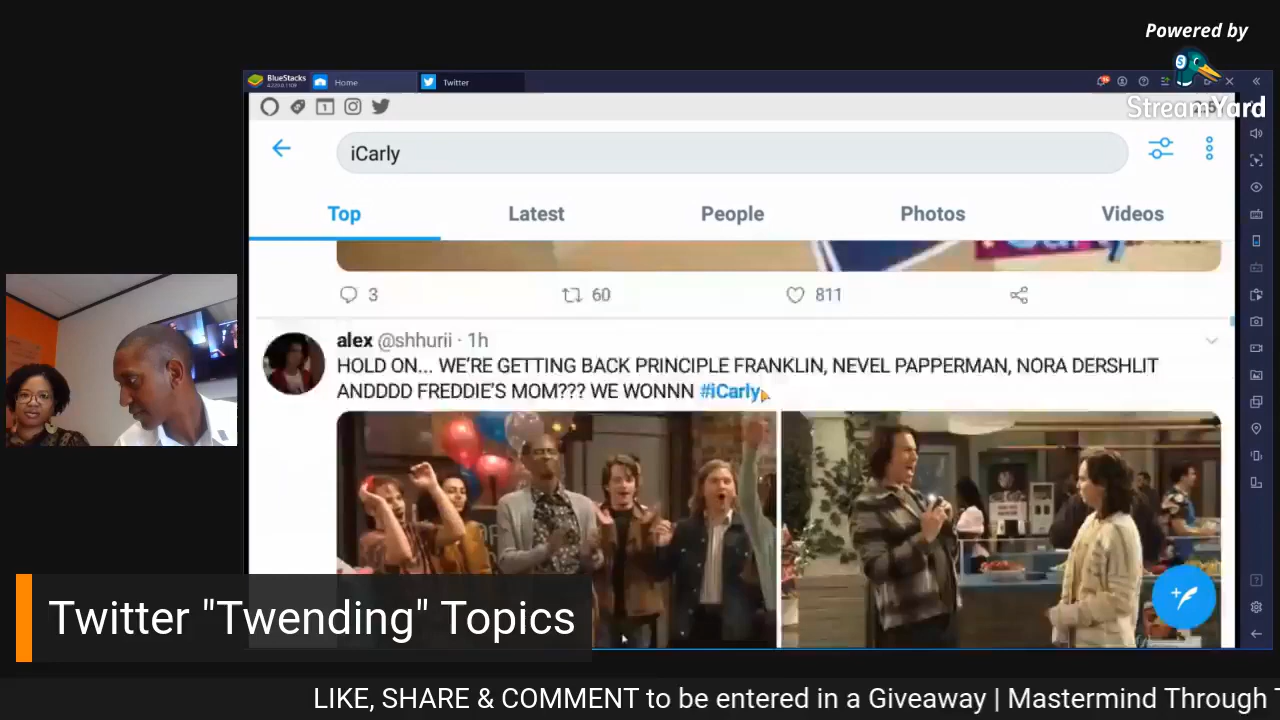 Powered by
StreamYard
BlueStacks
Home
Twitter
iCarly
Top
Latest
People
Photos
Videos
3
60
811
alex @shhurii · 1h
HOLD ON... WE'RE GETTING BACK PRINCIPLE FRANKLIN, NEVEL PAPPERMAN, NORA DERSHLIT
ANDDDD FREDDIE'S MOM??? WE WONNN #iCarly
Twitter "Twending" Topics
LIKE, SHARE & COMMENT to be entered in a Giveaway | Mastermind Through